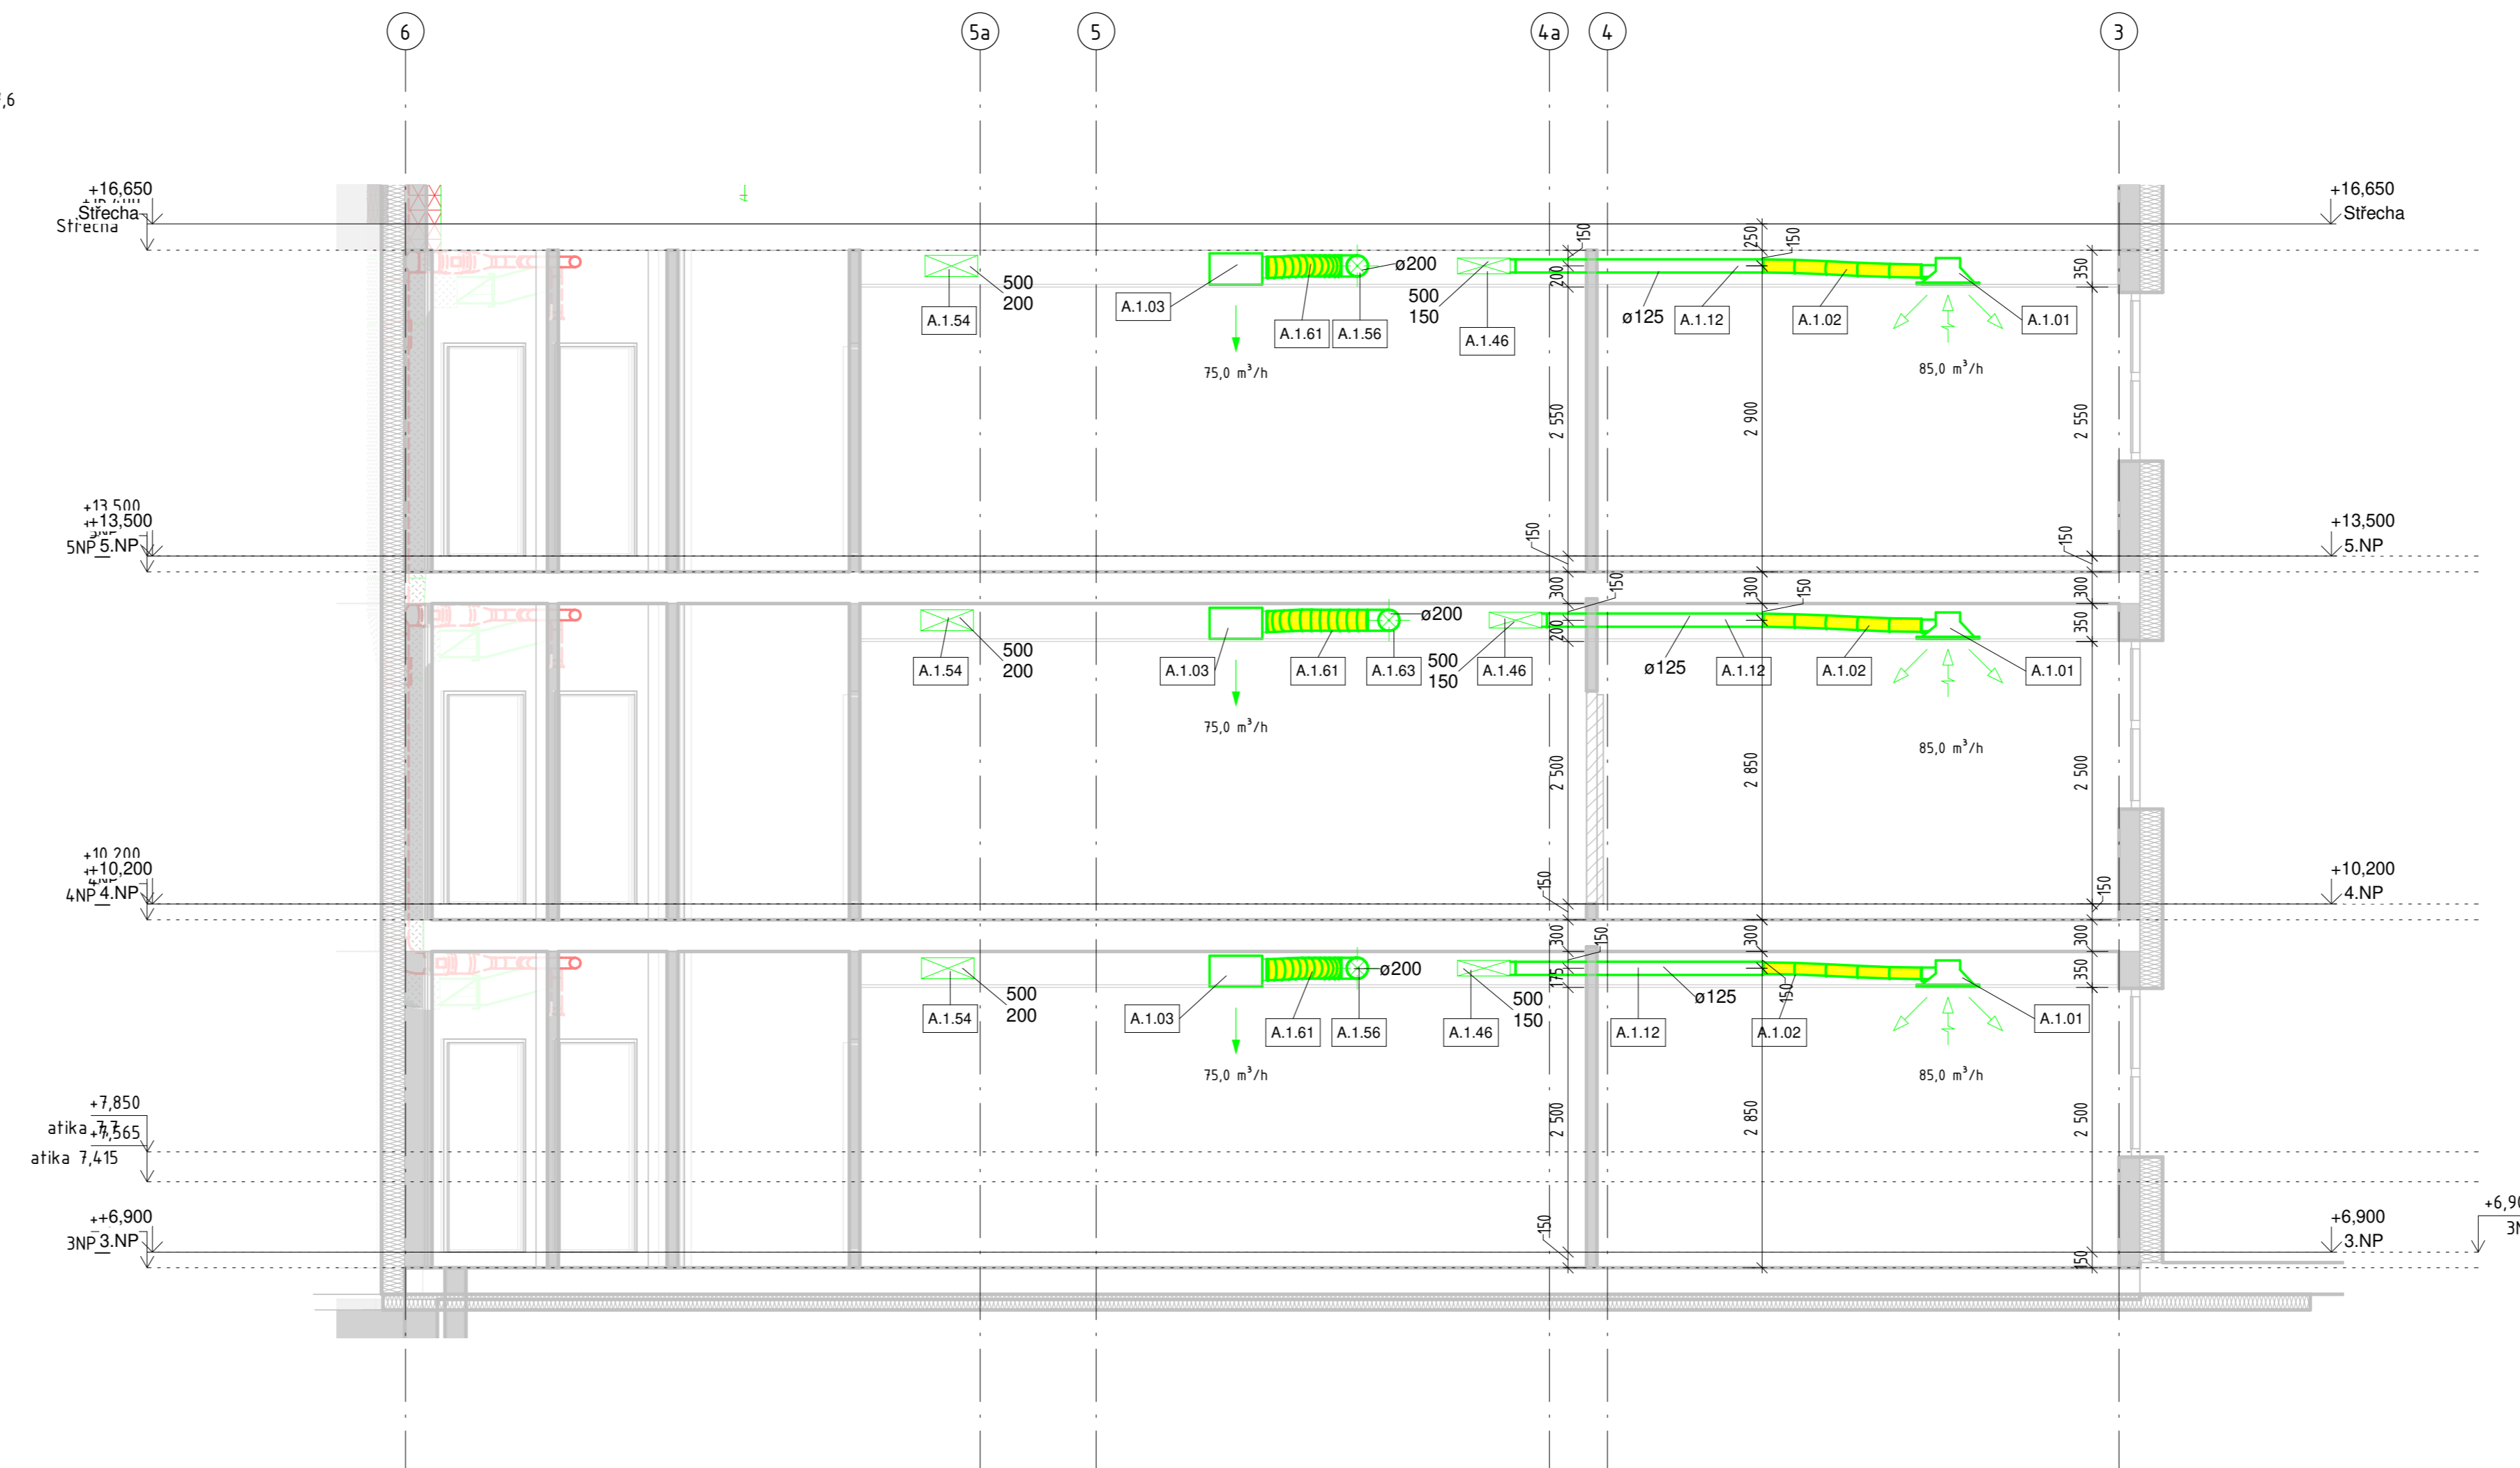 6
5a
5
4a
4
3
,6
+16,650
Střecha
Střecha
+16,650
Střecha
150
250
150
200
350
ø200
500
200
500
150
ø125
A.1.54
A.1.03
A.1.61
A.1.56
A.1.46
A.1.12
A.1.02
A.1.01
75,0 m³/h
85,0 m³/h
2 550
2 900
2 550
+13,500
+13,500
5NP
5.NP
+13,500
5.NP
150
150
300
150
300
150
300
200
350
ø200
500
200
500
150
ø125
A.1.54
A.1.03
A.1.61
A.1.63
A.1.46
A.1.12
A.1.02
A.1.01
75,0 m³/h
85,0 m³/h
2 500
2 850
2 500
+10,200
+10,200
4NP
4.NP
+10,200
4.NP
150
150
300
150
300
300
175
150
350
ø200
500
200
500
150
ø125
A.1.54
A.1.03
A.1.61
A.1.56
A.1.46
A.1.12
A.1.02
A.1.01
75,0 m³/h
85,0 m³/h
2 500
2 850
2 500
+7,850
atika
+7,565
atika 7,415
+6,900
3NP
3.NP
150
150
+6,900
3.NP